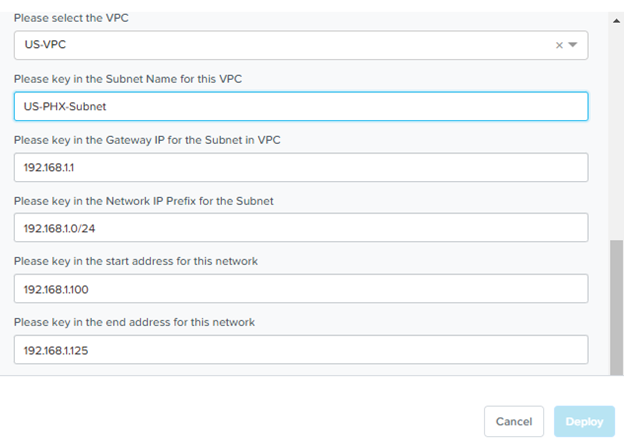 Please select the VPC
US-VPC
Please key in the Subnet Name for this VPC
US-PHX-Subnet
Please key in the Gateway IP for the Subnet in VPC
192.168.1.1
Please key in the Network IP Prefix for the Subnet
192.168.1.0/24
Please key in the start address for this network
192.168.1.100
Please key in the end address for this network
192.168.1.125
Cancel Deploy